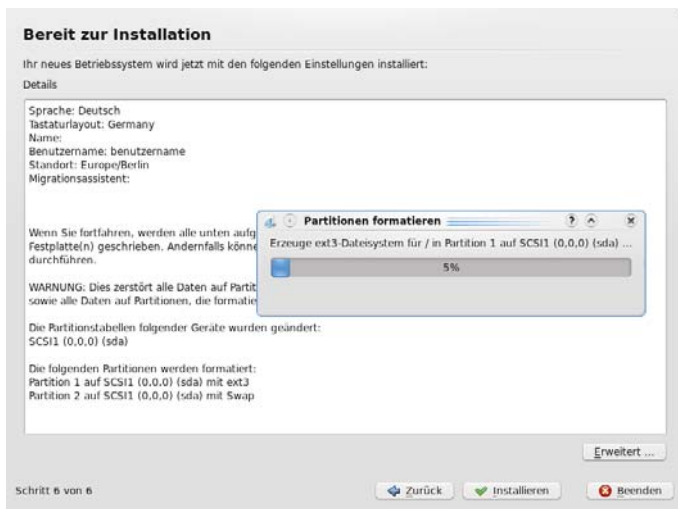 Bereit zur Installation
Ihr neues Betriebssystem wird jetzt mit den folgenden Einstellungen installiert:
Details
Sprache: Deutsch
Tastaturlayout: Germany
Name:
Benutzername: benutzername
Standort: Europe/Berlin
Migrationsassistent:
Wenn Sie fortfahren, werden alle unten aufg
Festplatte(n) geschrieben. Andernfalls könne
durchführen.
WARNUNG: Dies zerstört alle Daten auf Partit
sowie alle Daten auf Partitionen, die formatie
Partitionen formatieren
Erzeuge ext3-Dateisystem für / in Partition 1 auf SCSI1 (0,0,0) (sda) ...
5%
Die Partitionstabellen folgender Geräte wurden geändert:
SCSI1 (0,0,0) (sda)
Die folgenden Partitionen werden formatiert:
Partition 1 auf SCSI1 (0,0,0) (sda) mit ext3
Partition 2 auf SCSI1 (0,0,0) (sda) mit Swap
Erweitert ...
Schritt 6 von 6
Zurück
Installieren
Beenden